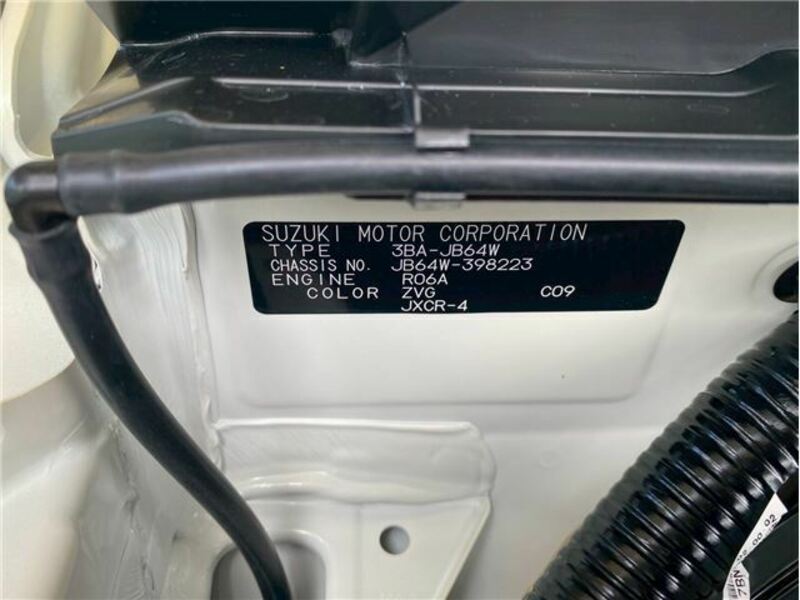 SUZUKI MOTOR CORPORATION
TYPE 3BA-JB64W
CHASSIS NO. JB64W-398223
ENGINE R06A
COLOR ZVG C09
JXCR-4